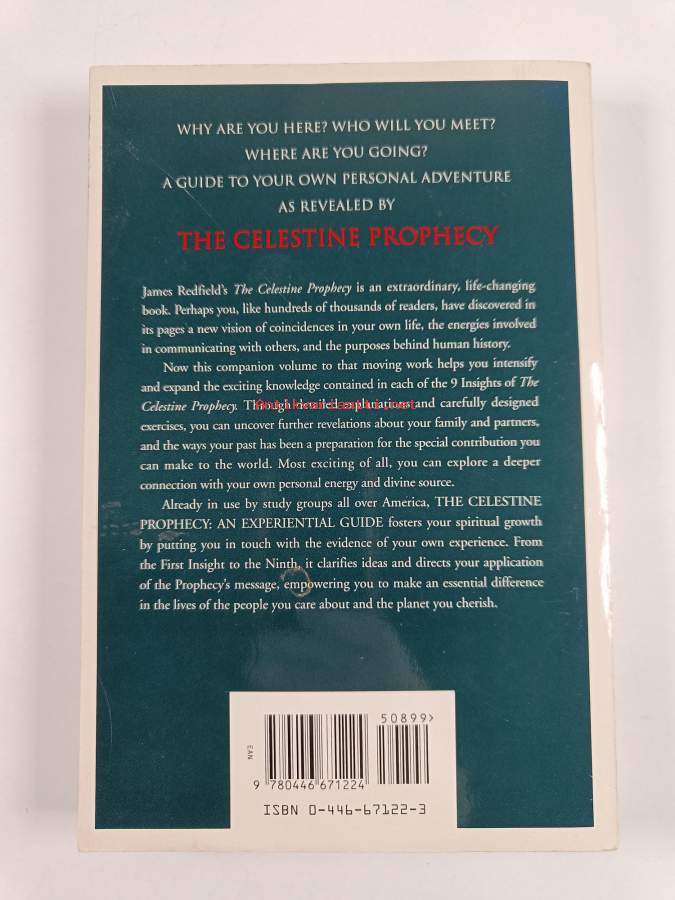 WHY ARE YOU HERE? WHO WILL YOU MEET?
WHERE ARE YOU GOING?
A GUIDE TO YOUR OWN PERSONAL ADVENTURE
AS REVEALED BY
THE CELESTINE PROPHECY
James Redfield's The Celestine Prophecy is an extraordinary, life-changing
book. Perhaps you, like hundreds of thousands of readers, have discovered in
its pages a new vision of coincidences in your own life, the energies involved
in communicating with others, and the purposes behind human history.
Now this companion volume to that moving work helps you intensify
and expand the exciting knowledge contained in each of the 9 Insights of The
Celestine Prophecy. Through detailed explanations and carefully designed
exercises, you can uncover further revelations about your family and partners,
and the ways your past has been a preparation for the special contribution you
can make to the world. Most exciting of all, you can explore a deeper
connection with your own personal energy and divine source.
Already in use by study groups all over America, THE CELESTINE
PROPHECY: AN EXPERIENTIAL GUIDE fosters your spiritual growth
by putting you in touch with the evidence of your own experience. From
the First Insight to the Ninth, it clarifies ideas and directs your application
of the Prophecy's message, empowering you to make an essential difference
in the lives of the people you care about and the planet you cherish.
50899>
EAN
9 780446 671224
ISBN 0-446-67122-3